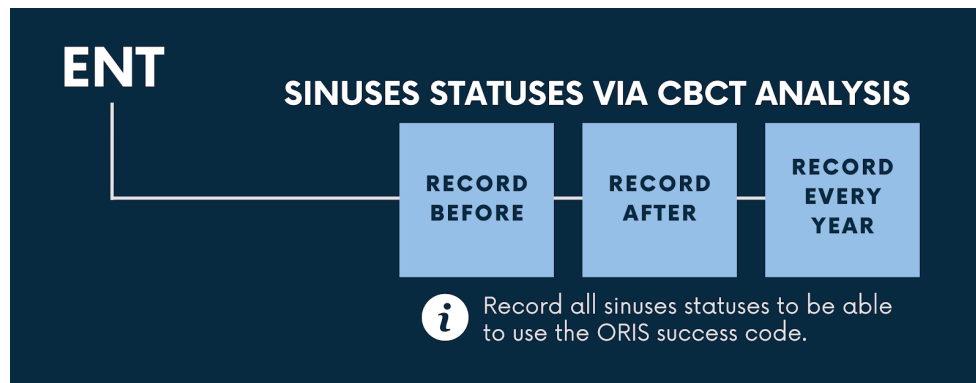 ENT
SINUSES STATUSES VIA CBCT ANALYSIS
RECORD
BEFORE
RECORD
AFTER
RECORD
EVERY
YEAR
i
Record all sinuses statuses to be able
to use the ORIS success code.